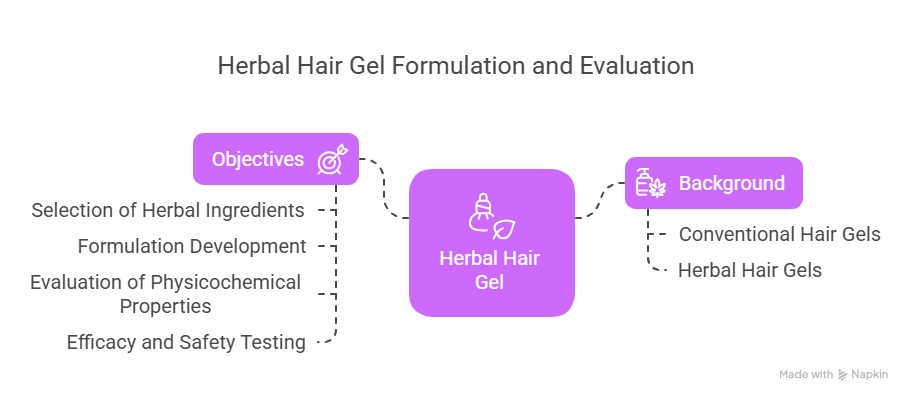 Herbal Hair Gel Formulation and Evaluation
Objectives
Selection of Herbal Ingredients
Formulation Development
Evaluation of Physicochemical
Properties
Efficacy and Safety Testing
Herbal Hair
Gel
Background
Conventional Hair Gels
Herbal Hair Gels
Made with Napkin